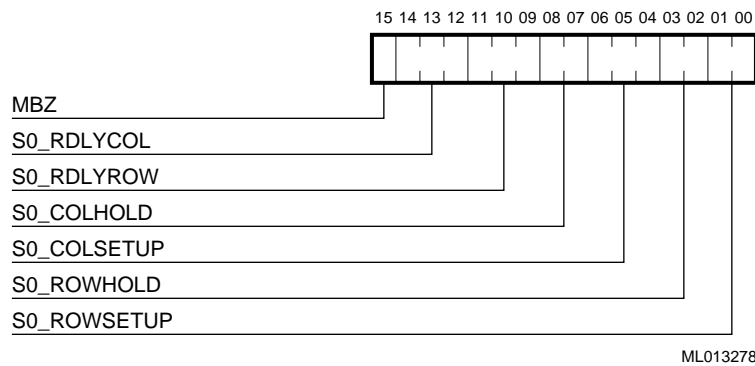 15 14 13 12 11 10 09 08 07 06 05 04 03 02 01 00
MBZ
S0_RDLYCOL
S0_RDLYROW
S0_COLHOLD
S0_COLSETUP
S0_ROWHOLD
S0_ROWSETUP
ML013278